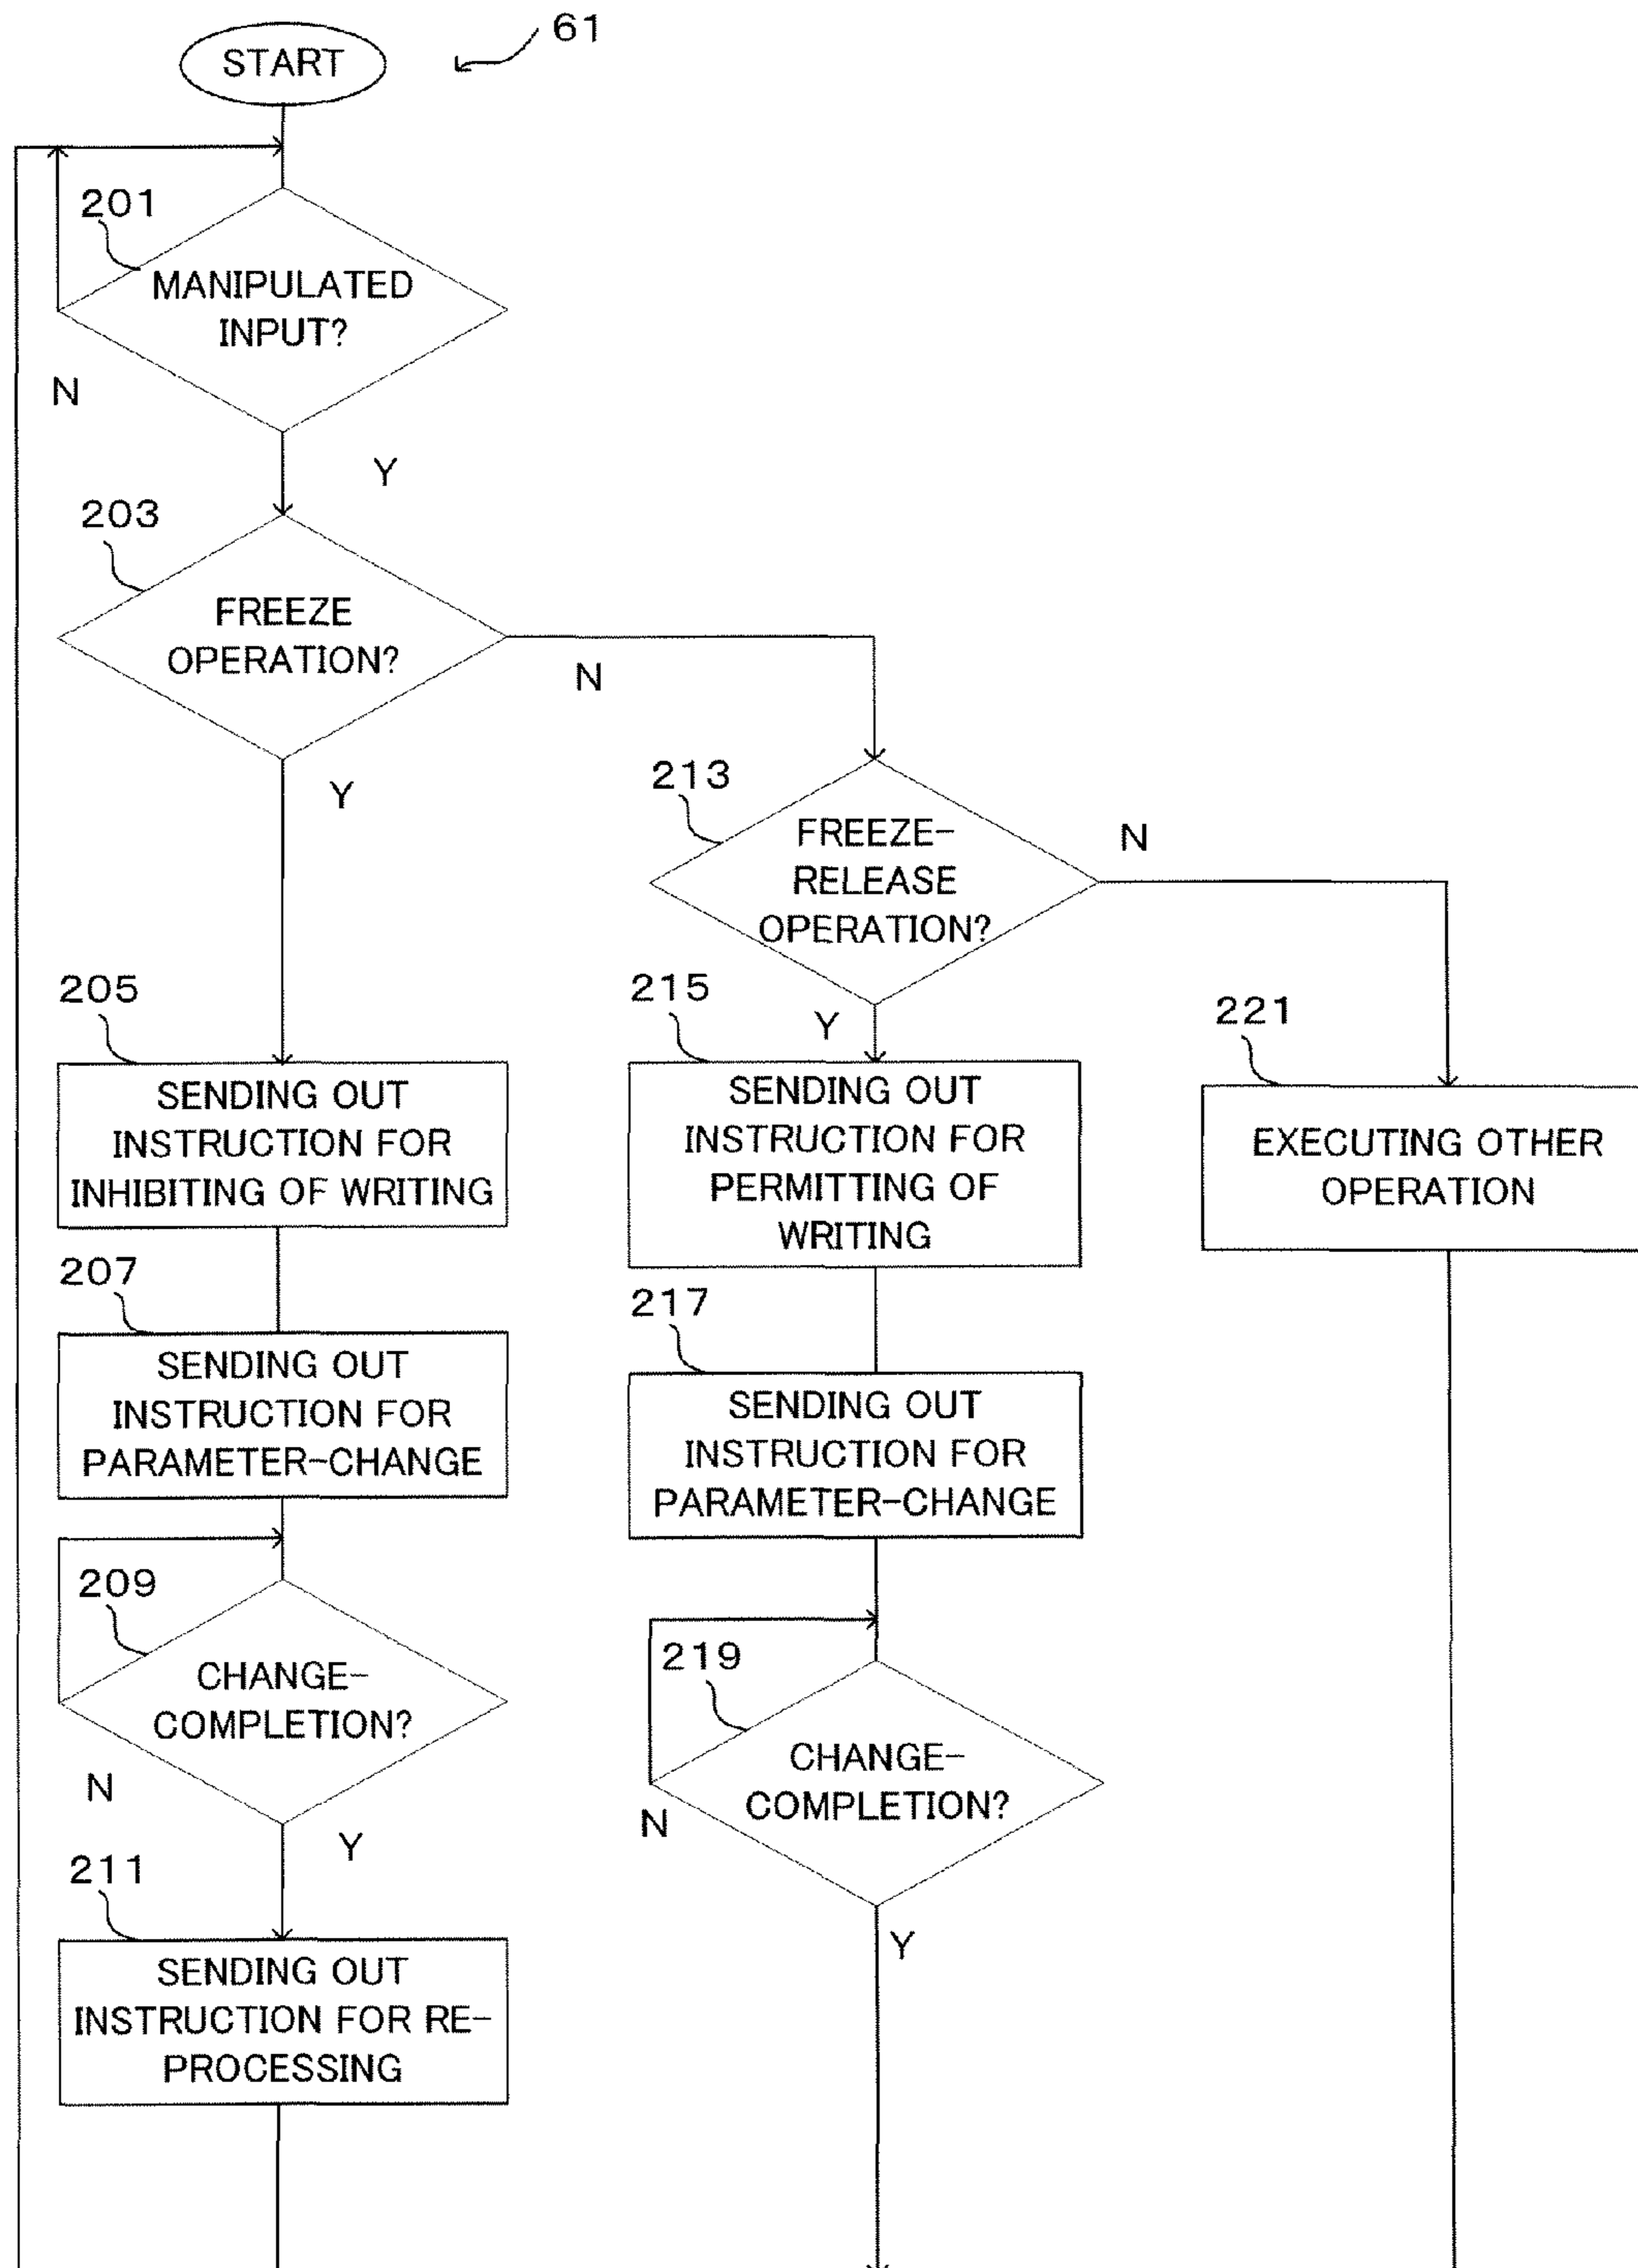 START
61
201
MANIPULATED
INPUT?
N
Y
203
FREEZE
OPERATION?
N
Y
213
FREEZE-
RELEASE
OPERATION?
N
Y
205
SENDING OUT
INSTRUCTION FOR
INHIBITING OF WRITING
215
SENDING OUT
INSTRUCTION FOR
PERMITTING OF
WRITING
221
EXECUTING OTHER
OPERATION
207
SENDING OUT
INSTRUCTION FOR
PARAMETER-CHANGE
217
SENDING OUT
INSTRUCTION FOR
PARAMETER-CHANGE
209
CHANGE-
COMPLETION?
N
Y
219
CHANGE-
COMPLETION?
N
Y
211
SENDING OUT
INSTRUCTION FOR RE-
PROCESSING